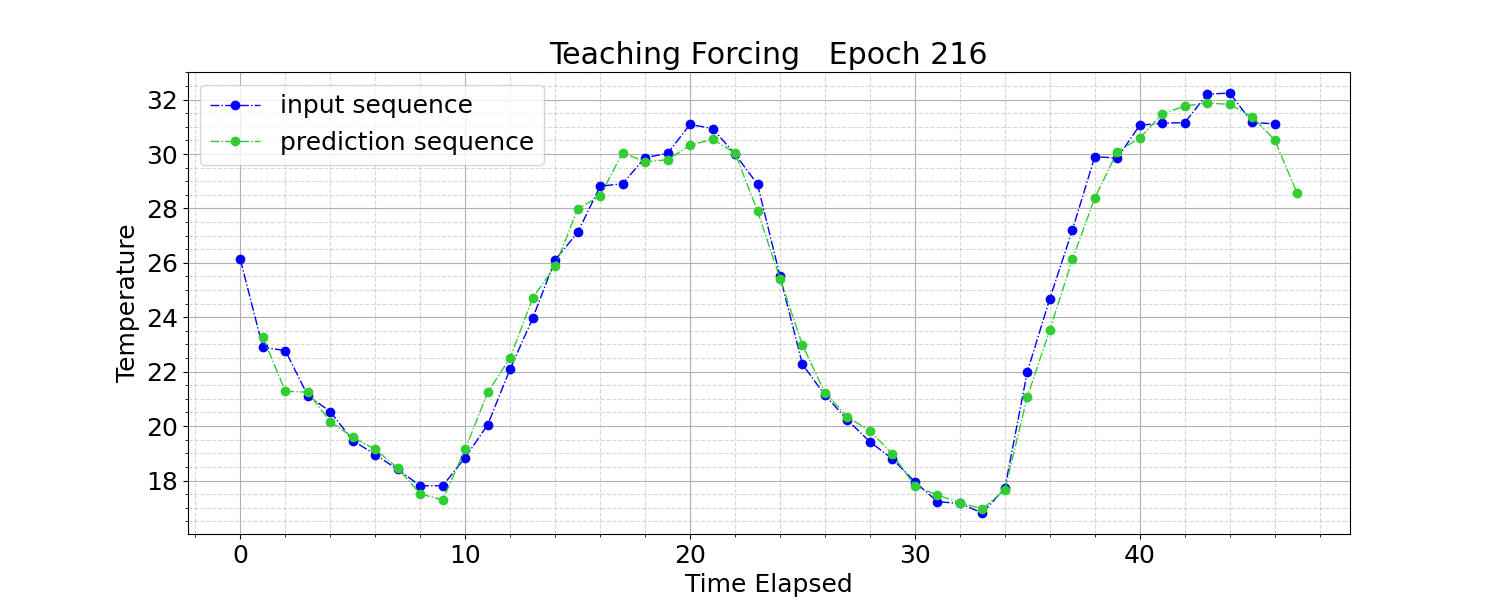 Teaching Forcing   Epoch 216
input sequence
prediction sequence
32
30
28
26
24
22
20
18
Temperature
0 10 20 30 40
Time Elapsed